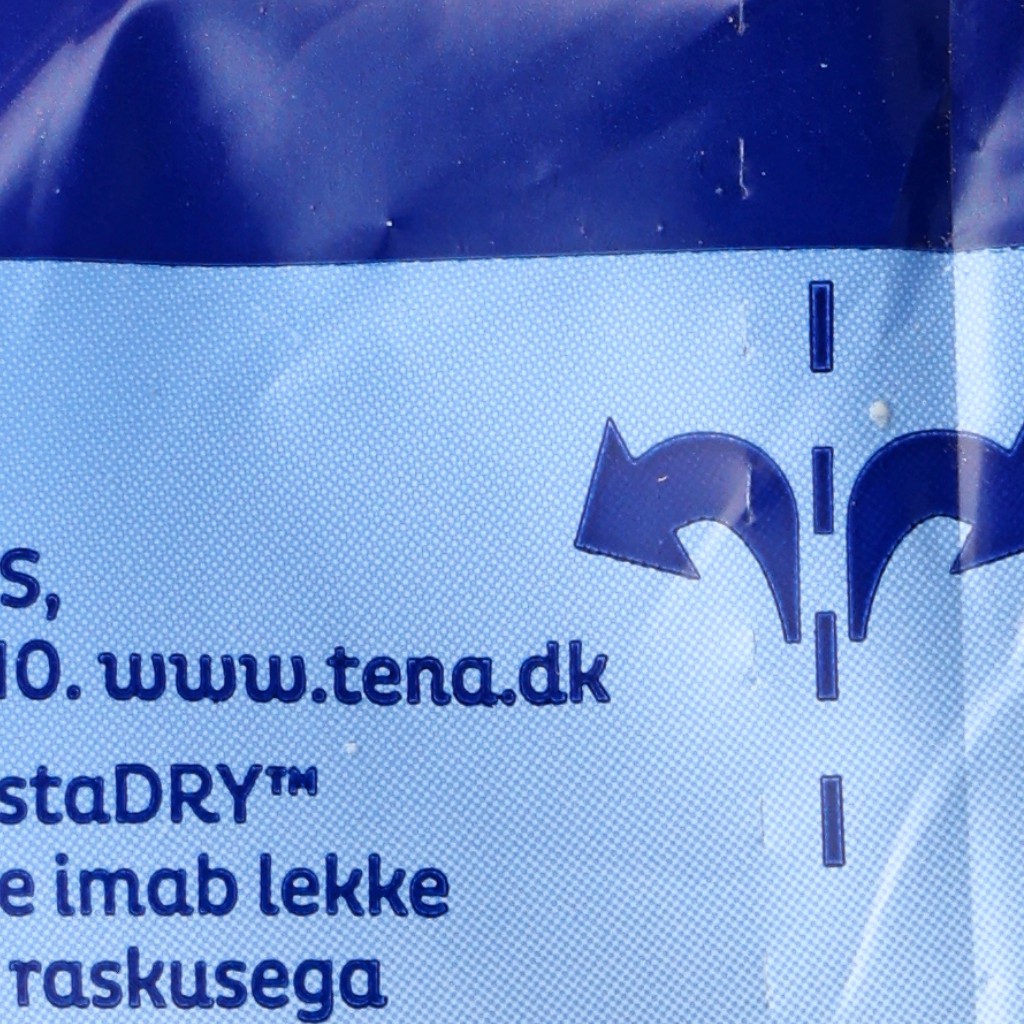 S,
10. www.tena.dk
staDRY™
e imab lekke
raskusega